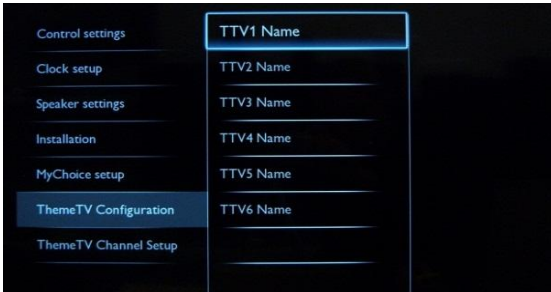 Control settings
Clock setup
Speaker settings
Installation
MyChoice setup
ThemeTV Configuration
ThemeTV Channel Setup
TTV1 Name
TTV2 Name
TTV3 Name
TTV4 Name
TTV5 Name
TTV6 Name